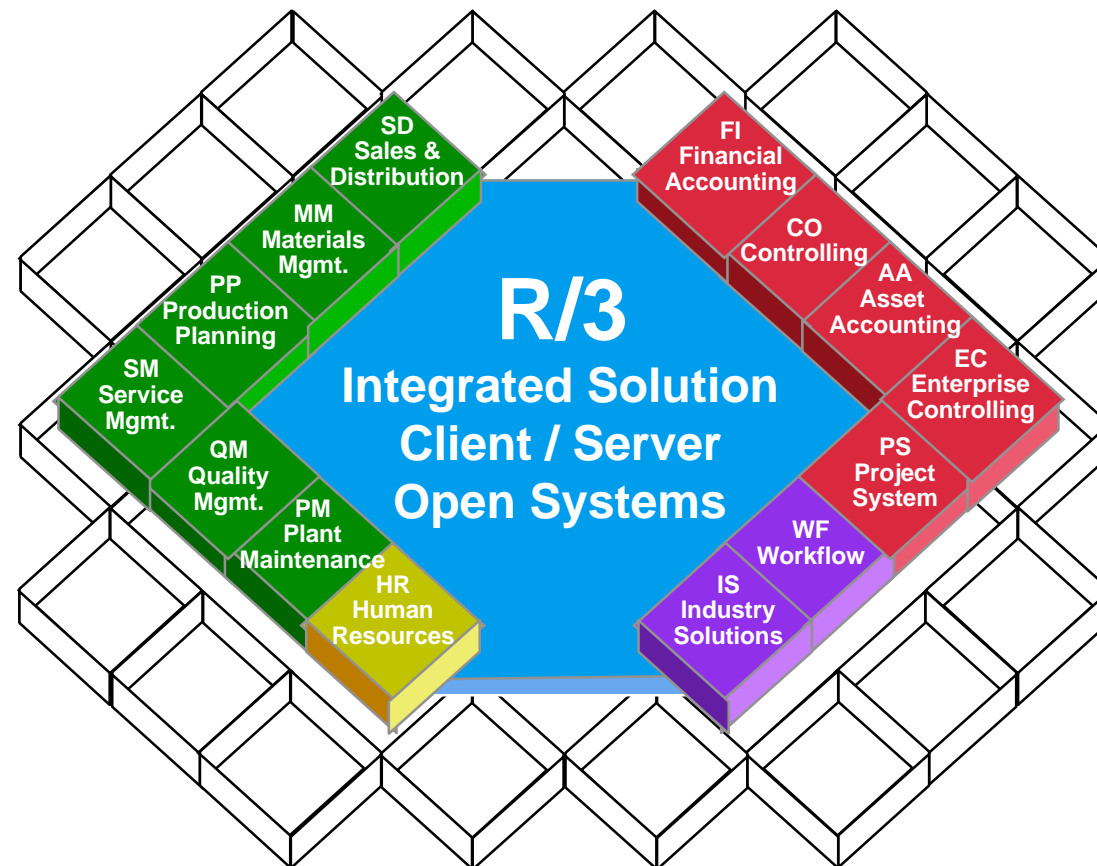 SD
Sales &
Distribution
MM
Materials
Mgmt.
PP
Production
Planning
SM
Service
Mgmt.
QM
Quality
Mgmt.
PM
Plant
Maintenance
HR
Human
Resources
R/3
Integrated Solution
Client / Server
Open Systems
FI
Financial
Accounting
CO
Controlling
AA
Asset
Accounting
EC
Enterprise
Controlling
PS
Project
System
WF
Workflow
IS
Industry
Solutions